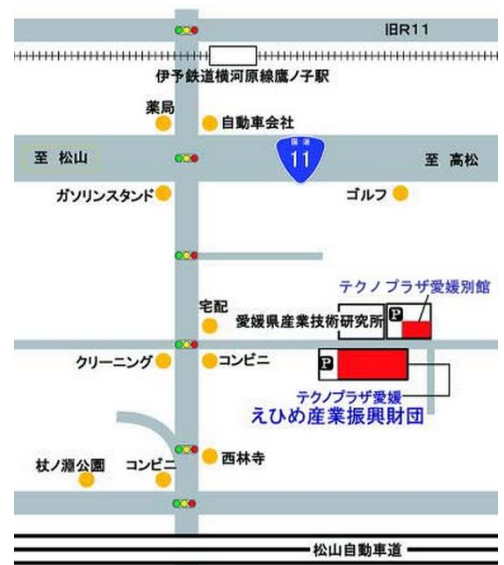 旧R11
伊予鉄道横河原線鷹ノ子駅
薬局
自動車会社
至 松山
国道
11
至 高松
ガソリンスタンド
ゴルフ
テクノプラザ愛媛別館
宅配
愛媛県産業技術研究所
P
クリーニング
コンビニ
P
テクノプラザ愛媛
えひめ産業振興財団
西林寺
杖ノ淵公園
コンビニ
松山自動車道